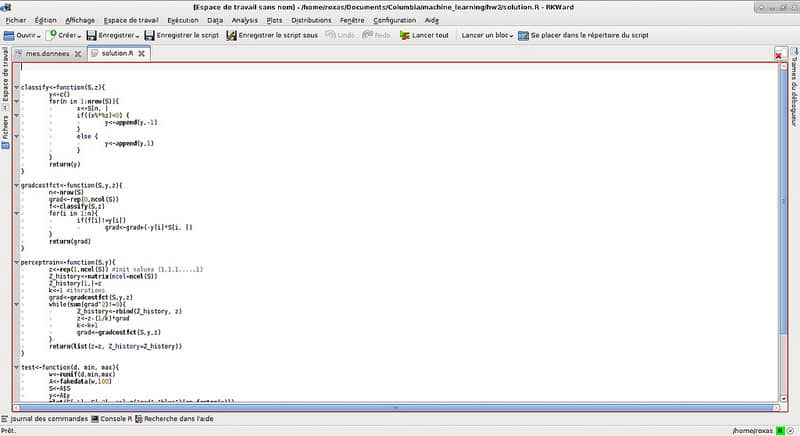 [Espace de travail sans nom] - /home/roxas/Documents/Columbia/machine_learning/hw2/solution.R - RKWard
Fichier Édition Affichage Espace de travail Exécution Data Analysis Plots Distributions Fenêtre Configuration Aide
Ouvrir Créer Enregistrer Enregistrer le script Enregistrer le script sous Undo Redo Lancer tout Lancer un bloc Se placer dans le répertoire du script
mes.donnees solution.R
Espace de travail
Fichiers
Trames du débogueur
classify<-function(S,z){
y<-c()
for(n in 1:nrow(S)){
x<-S[n, ]
if((x%*%z)<0) {
y<-append(y,-1)
}
else {
y<-append(y,1)
}
}
return(y)
}
gradcostfct<-function(S,y,z){
n<-nrow(S)
grad<-rep(0,ncol(S))
f<-classify(S,z)
for(i in 1:n){
if(f[i]!=y[i])
grad<-grad+(-y[i]*S[i, ])
}
return(grad)
}
perceptrain<-function(S,y){
z<-rep(1,ncol(S)) #init valuma (1,1,1.....1)
Z_history<-matrix(ncol=ncol(S))
Z_history[1,]=z
k<-1 #iterations
grad<-gradcostfct(S,y,z)
while(sum(grad^2)!=0){
Z_history<-rbind(Z_history, z)
z<-z-(1/k)*grad
k<-k+1
grad<-gradcostfct(S,y,z)
}
return(list(z=z, Z_history=Z_history))
}
test<-function(d, min, max){
w<-runif(d,min,max)
A<-fakedata(w,100)
S<-A$S
y<-A$y
Journal des commandes Console R Recherche dans l'aide
Prêt. /home/roxas R